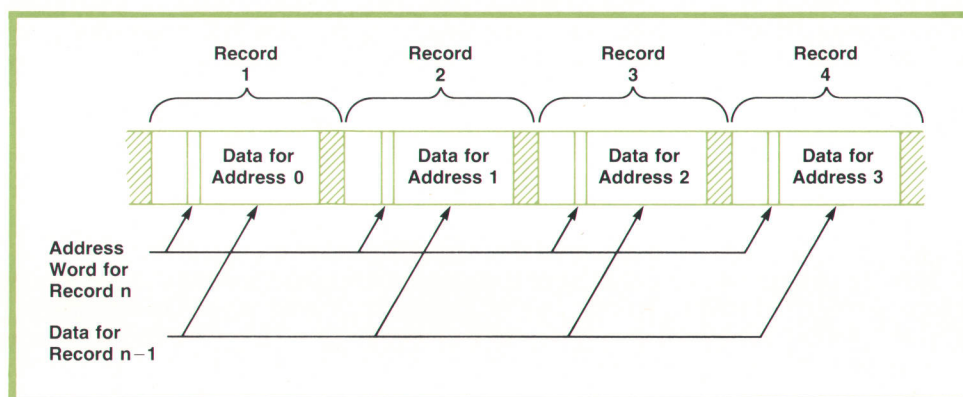 Record
1
Record
2
Record
3
Record
4
Data for
Address 0
Data for
Address 1
Data for
Address 2
Data for
Address 3
Address
Word for
Record n
Data for
Record n−1